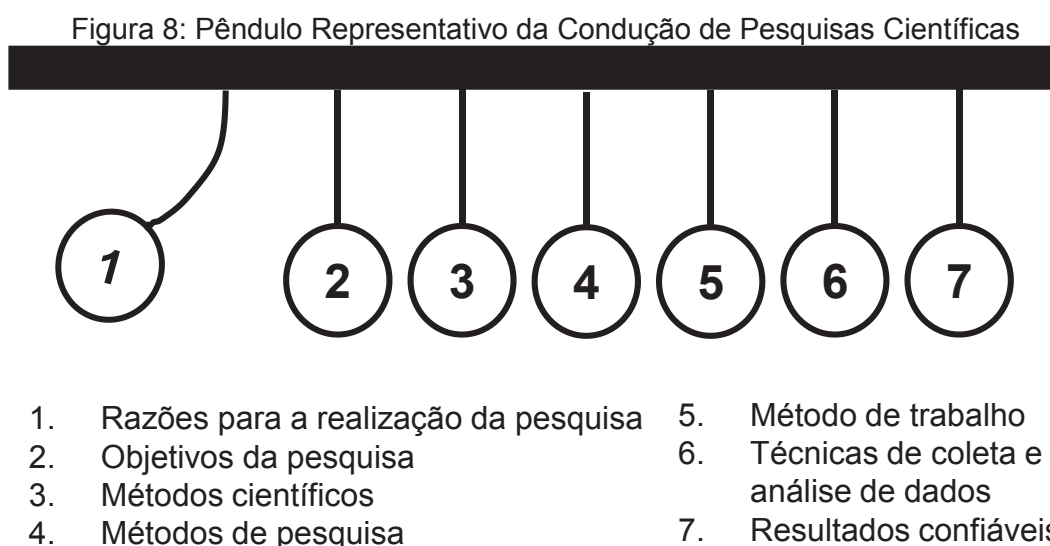 Figura 8: Pêndulo Representativo da Condução de Pesquisas Científicas
1 2 3 4 5 6 7
1. Razões para a realização da pesquisa
2. Objetivos da pesquisa
3. Métodos científicos
4. Métodos de pesquisa
5. Método de trabalho
6. Técnicas de coleta e
análise de dados
7. Resultados confiáveis